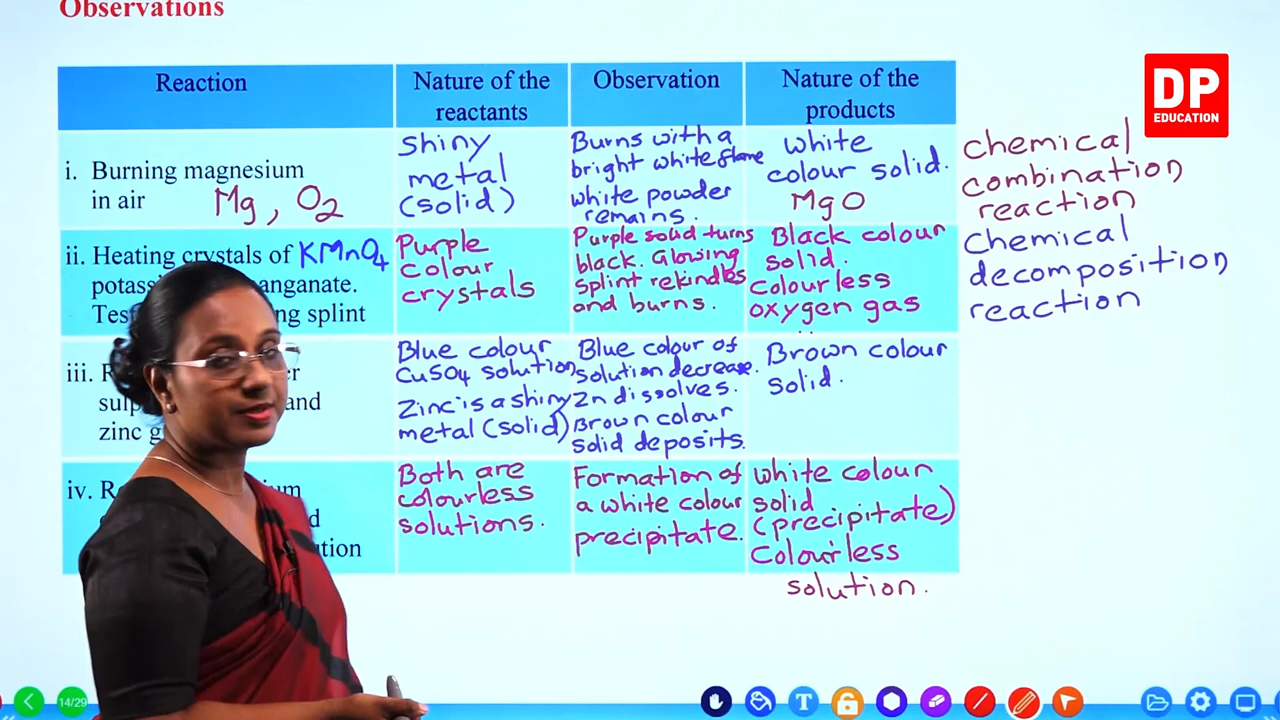 Observations
DP
EDUCATION
Reaction
Nature of the
reactants
Observation
Nature of the
products
i. Burning magnesium
in air
Mg, O2
shiny
metal
(solid)
Burns with a
bright white flame
white powder
remains.
white
colour solid.
MgO
chemical
combination
reaction
ii. Heating crystals of KMnO4
splint
Purple
colour
crystals
Purple solid turns
black. Glowing
splint rekindles
and burns.
Black colour
solid.
colourless
oxygen gas
Chemical
decomposition
reaction
iii.
and
zinc
Blue colour
CuSO4 solution
Zinc is a shiny
metal (solid)
Blue colour of
solution decrease.
Zn dissolves.
Brown colour
solid deposits.
Brown colour
solid.
iv.
Both are
colourless
solutions.
Formation of
a white colour
precipitate.
White colour
solid
(precipitate)
Colourless
solution.
14/29
T